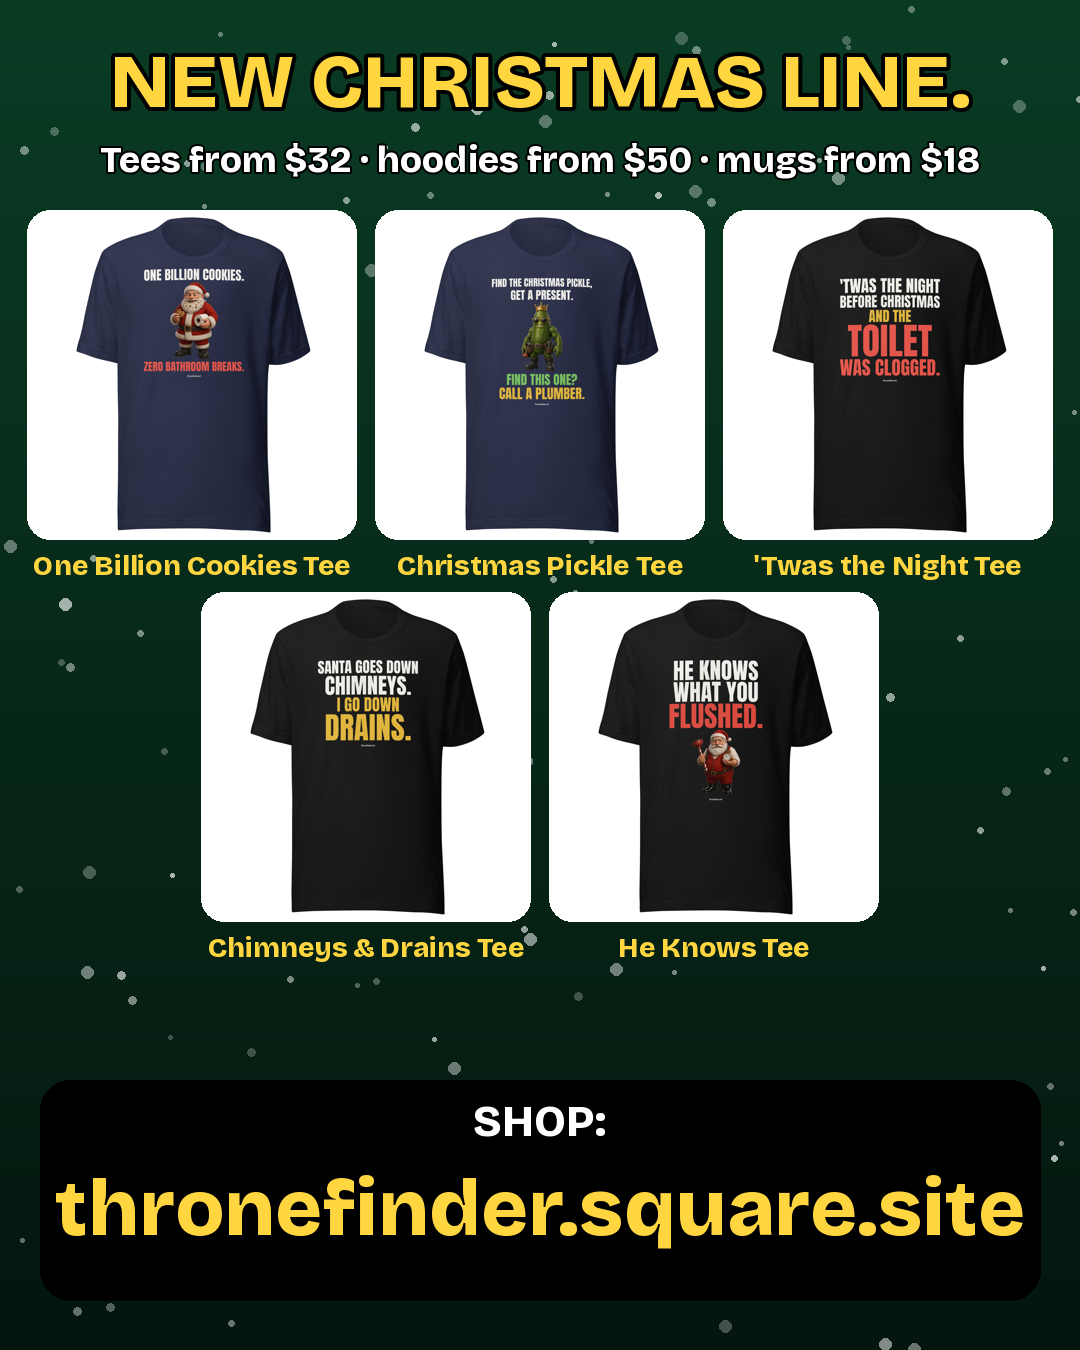 NEW CHRISTMAS LINE.
Tees from $32 · hoodies from $50 · mugs from $18
ONE BILLION COOKIES.
ZERO BATHROOM BREAKS.
One Billion Cookies Tee
FIND THE CHRISTMAS PICKLE,
GET A PRESENT.
FIND THIS ONE?
CALL A PLUMBER.
Christmas Pickle Tee
'TWAS THE NIGHT
BEFORE CHRISTMAS
AND THE
TOILET
WAS CLOGGED.
'Twas the Night Tee
SANTA GOES DOWN
CHIMNEYS.
I GO DOWN
DRAINS.
Chimneys & Drains Tee
HE KNOWS
WHAT YOU
FLUSHED.
He Knows Tee
SHOP:
thronefinder.square.site